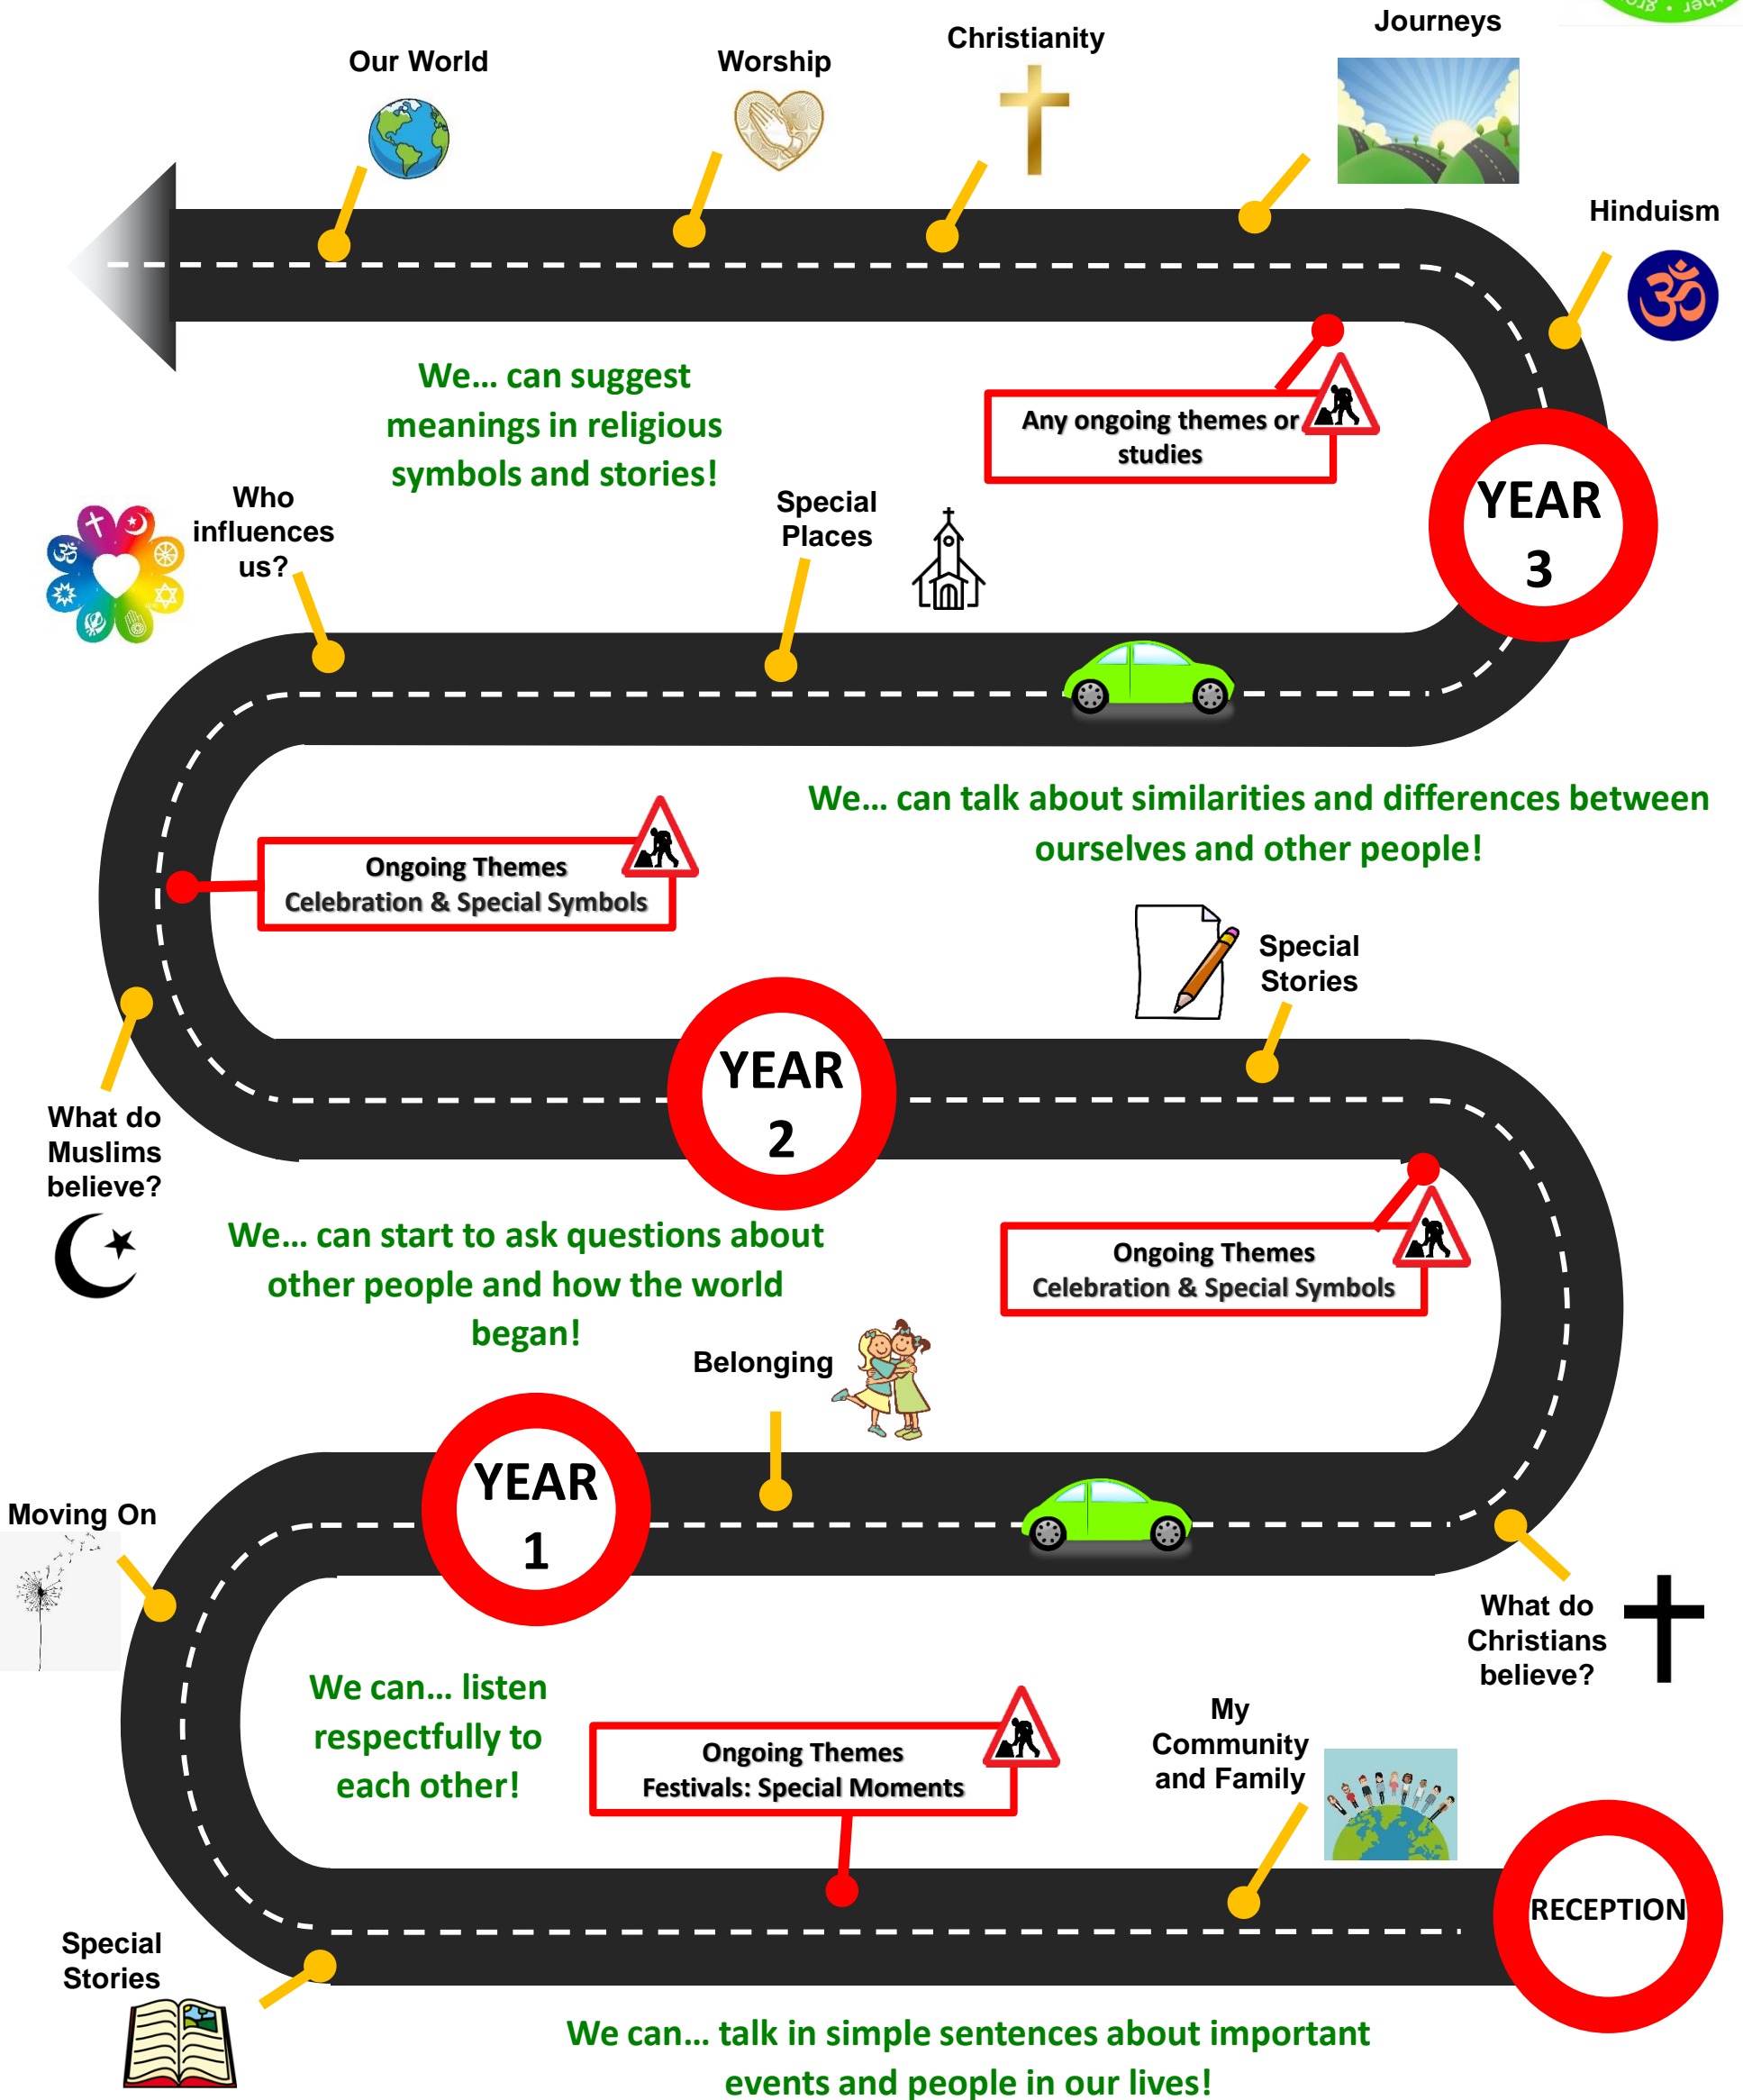 Journeys
Christianity
Our World
Worship
Hinduism
We... can suggest
meanings in religious
symbols and stories!
Any ongoing themes or
studies
YEAR
3
Who
influences
us?
Special
Places
We... can talk about similarities and differences between
ourselves and other people!
Ongoing Themes
Celebration & Special Symbols
Special
Stories
YEAR
2
What do
Muslims
believe?
We... can start to ask questions about
other people and how the world
began!
Ongoing Themes
Celebration & Special Symbols
Belonging
YEAR
1
Moving On
What do
Christians
believe?
We can... listen
respectfully to
each other!
Ongoing Themes
Festivals: Special Moments
My
Community
and Family
RECEPTION
Special
Stories
We can... talk in simple sentences about important
events and people in our lives!